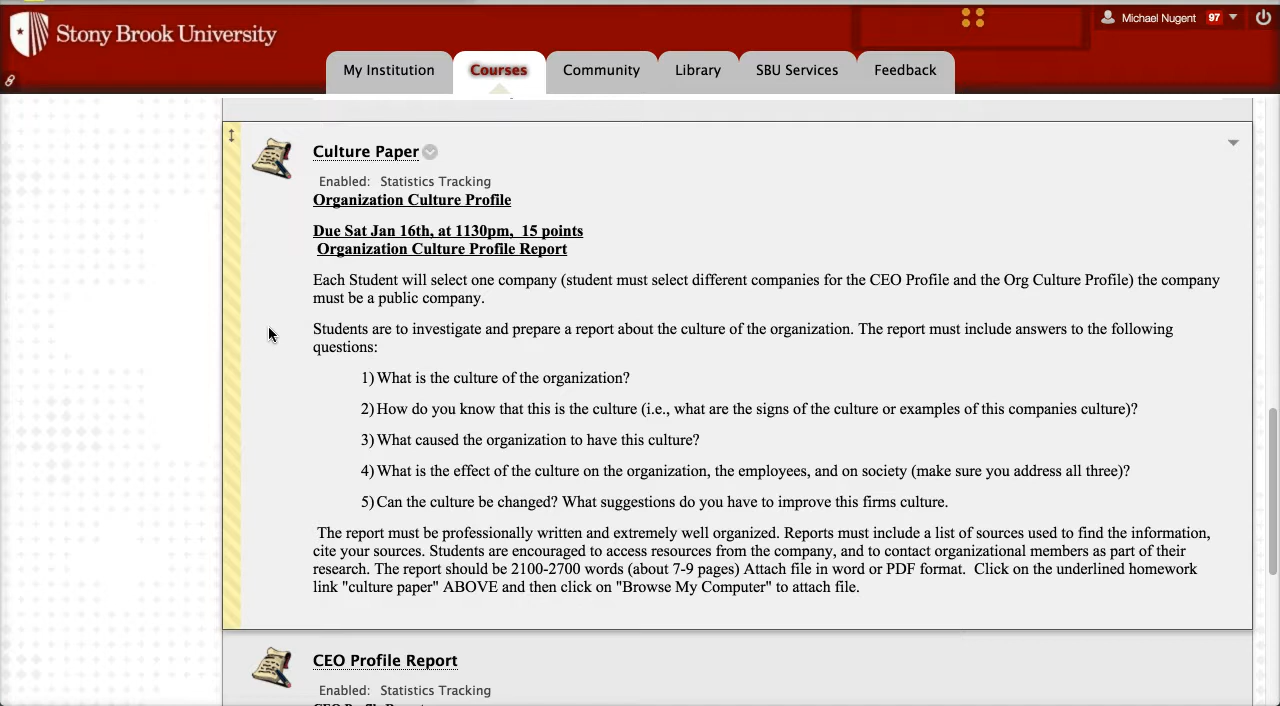 Stony Brook University
Michael Nugent 97
My Institution
Courses
Community
Library
SBU Services
Feedback
Culture Paper
Enabled: Statistics Tracking
Organization Culture Profile
Due Sat Jan 16th, at 1130pm, 15 points
Organization Culture Profile Report
Each Student will select one company (student must select different companies for the CEO Profile and the Org Culture Profile) the company
must be a public company.
Students are to investigate and prepare a report about the culture of the organization. The report must include answers to the following
questions:
1) What is the culture of the organization?
2) How do you know that this is the culture (i.e., what are the signs of the culture or examples of this companies culture)?
3) What caused the organization to have this culture?
4) What is the effect of the culture on the organization, the employees, and on society (make sure you address all three)?
5) Can the culture be changed? What suggestions do you have to improve this firms culture.
The report must be professionally written and extremely well organized. Reports must include a list of sources used to find the information,
cite your sources. Students are encouraged to access resources from the company, and to contact organizational members as part of their
research. The report should be 2100-2700 words (about 7-9 pages) Attach file in word or PDF format. Click on the underlined homework
link "culture paper" ABOVE and then click on "Browse My Computer" to attach file.
CEO Profile Report
Enabled: Statistics Tracking